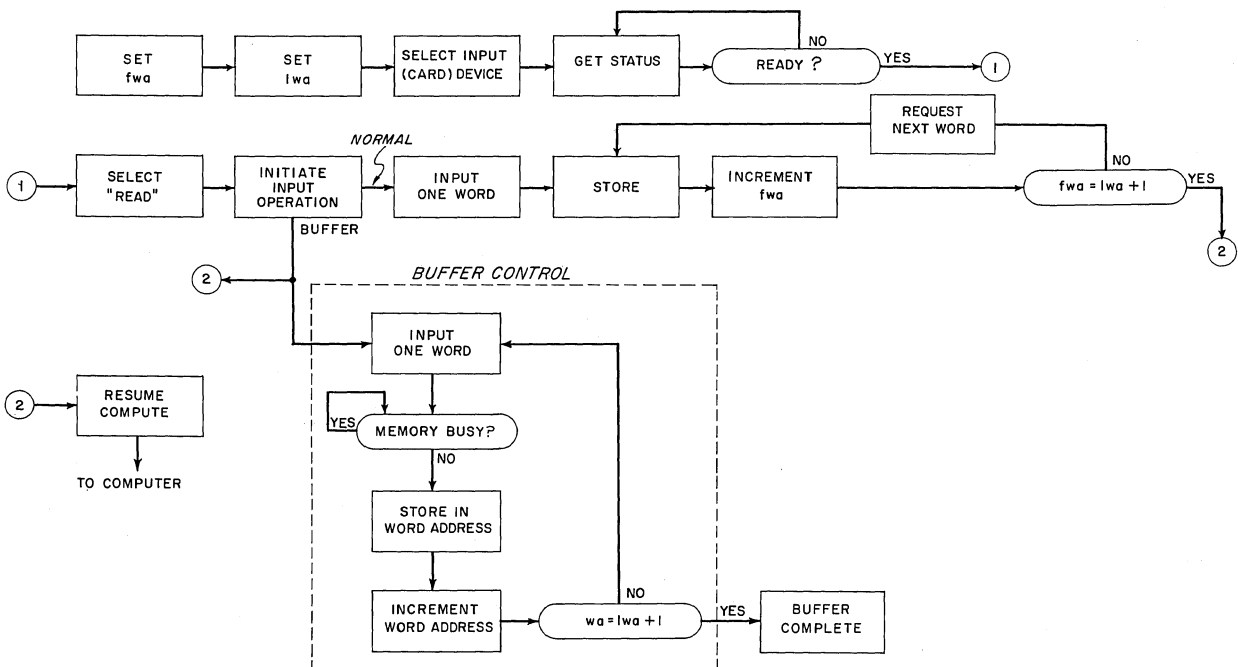 SET
fwa
SET
lwa
SELECT INPUT
(CARD) DEVICE
GET STATUS
NO
READY ?
YES
1
REQUEST
NEXT WORD
1
SELECT
"READ"
INITIATE
INPUT
OPERATION
NORMAL
INPUT
ONE WORD
STORE
INCREMENT
fwa
NO
fwa = lwa + 1
YES
2
BUFFER
2
BUFFER CONTROL
INPUT
ONE WORD
2
RESUME
COMPUTE
TO COMPUTER
YES
MEMORY BUSY?
NO
STORE IN
WORD ADDRESS
INCREMENT
WORD ADDRESS
NO
wa = lwa + 1
YES
BUFFER
COMPLETE